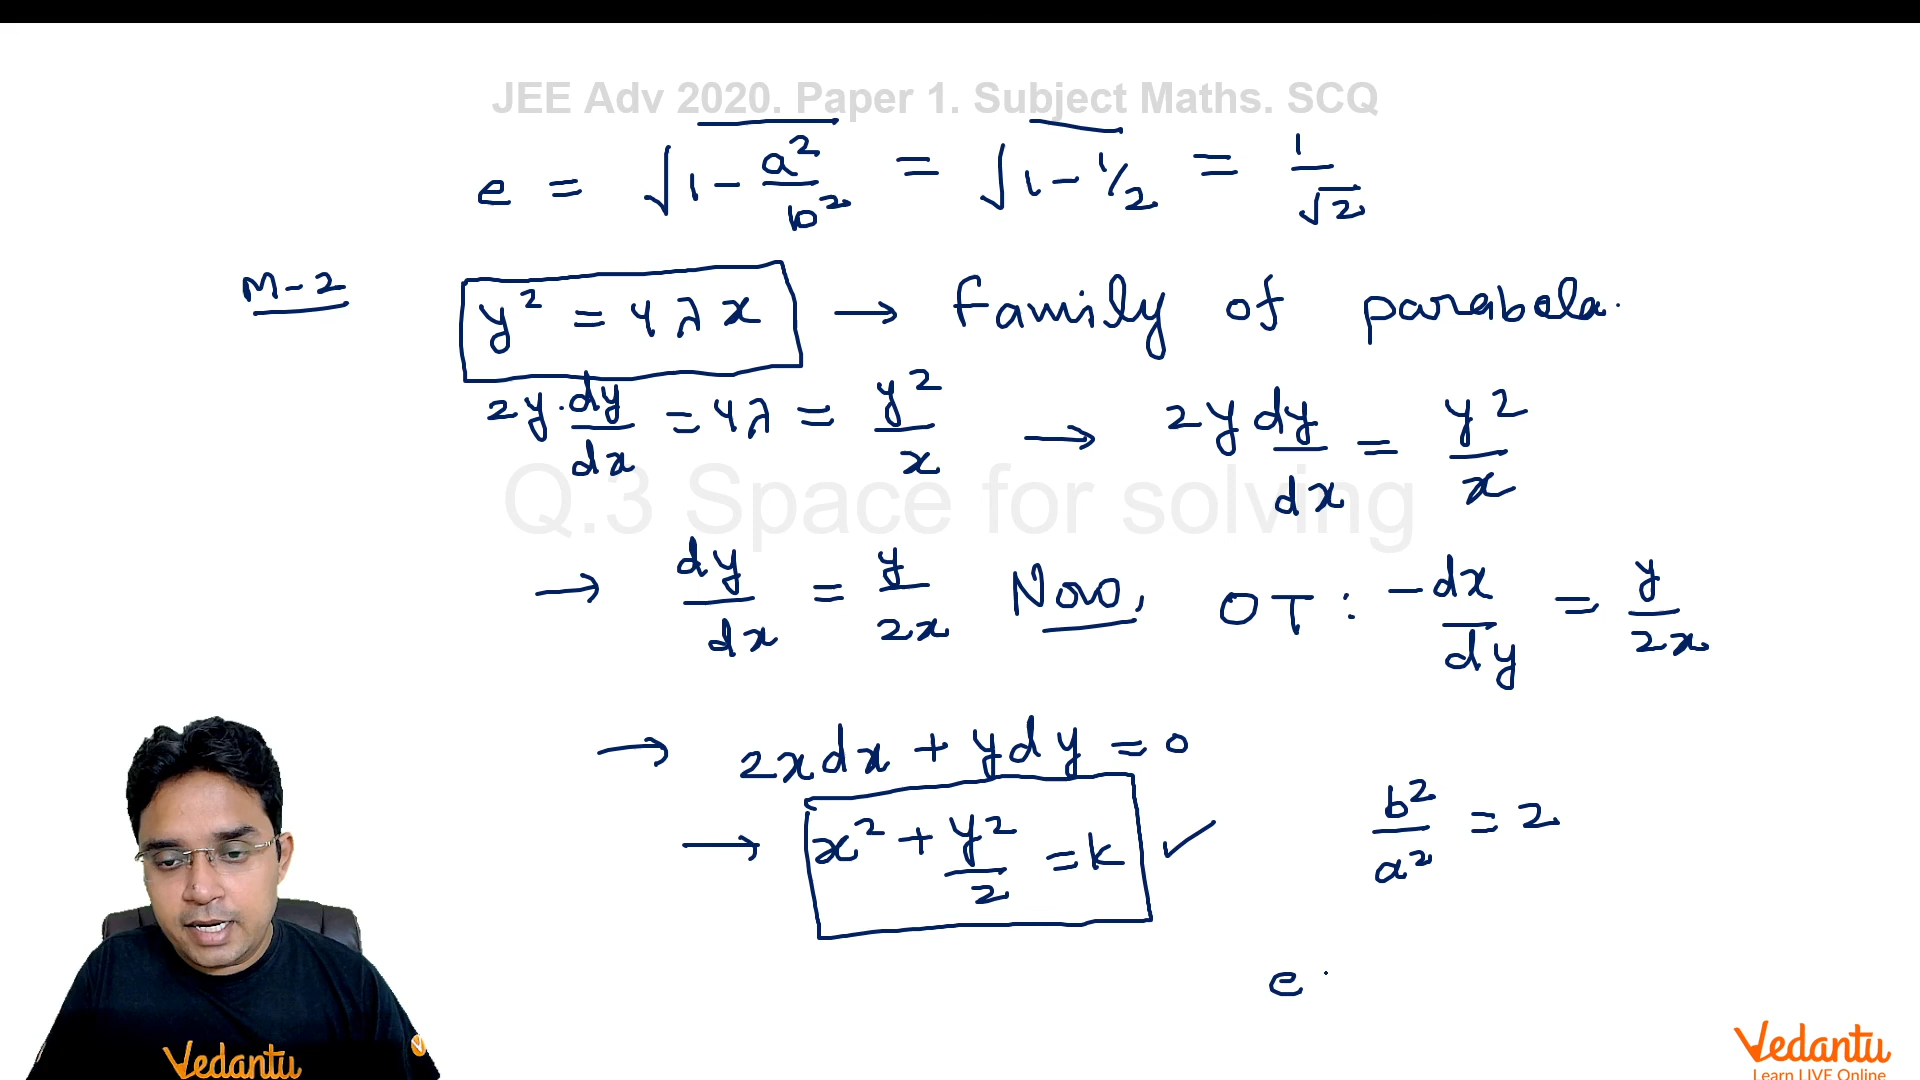 JEE Adv 2020. Paper 1. Subject Maths. SCQ
e = √(1 - a²/b²) = √(1 - 1/2) = 1/√2
M-2 y² = 4λx → Family of parabola.
2y·dy/dx = 4λ = y²/x → 2y dy/dx = y²/x
Q.3 Space for solving
→ dy/dx = y/2x Now, OT: -dx/dy = y/2x
→ 2xdx + ydy = 0
→ x² + y²/2 = k ✓ b²/a² = 2
e ·
Vedantu
Vedantu
Learn LIVE Online